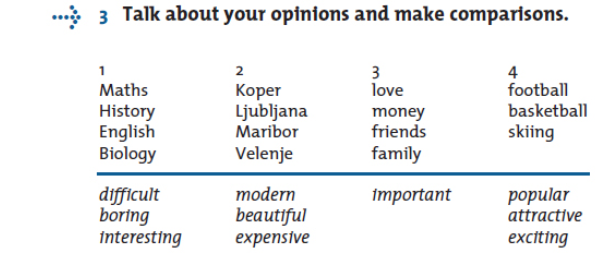 3 Talk about your opinions and make comparisons.
1 2 3 4
Maths Koper love football
History Ljubljana money basketball
English Maribor friends skiing
Biology Velenje family
difficult modern important popular
boring beautiful attractive
interesting expensive exciting